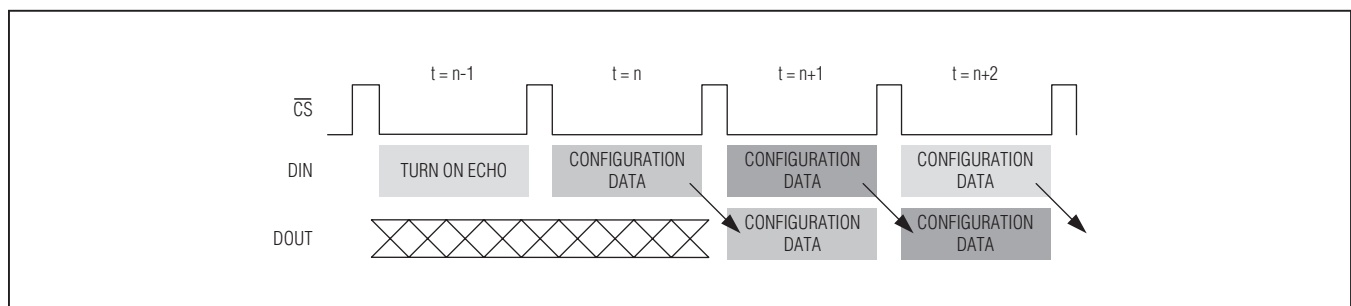 t = n-1 t = n t = n+1 t = n+2
CS
DIN TURN ON ECHO CONFIGURATION DATA CONFIGURATION DATA CONFIGURATION DATA
DOUT CONFIGURATION DATA CONFIGURATION DATA